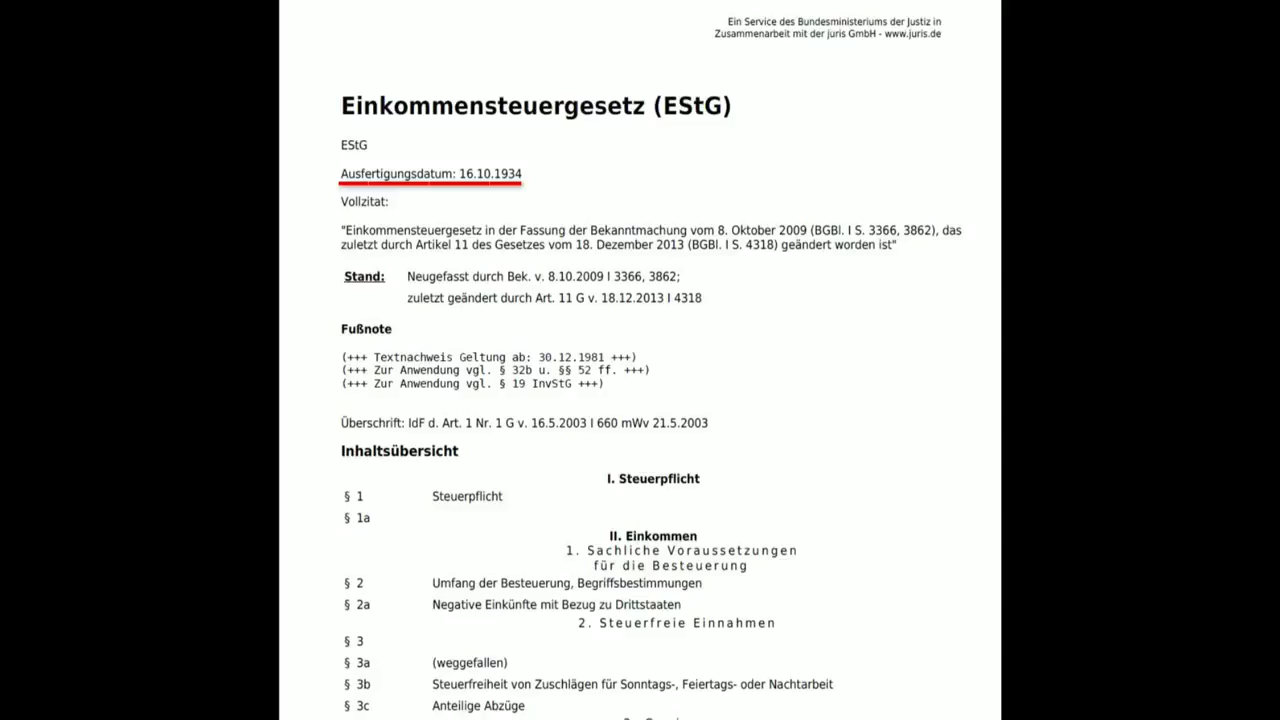 Ein Service des Bundesministeriums der Justiz in
Zusammenarbeit mit der juris GmbH - www.juris.de
Einkommensteuergesetz (EStG)
EStG
Ausfertigungsdatum: 16.10.1934
Vollzitat:
"Einkommensteuergesetz in der Fassung der Bekanntmachung vom 8. Oktober 2009 (BGBl. I S. 3366, 3862), das
zuletzt durch Artikel 11 des Gesetzes vom 18. Dezember 2013 (BGBl. I S. 4318) geändert worden ist"
Stand: Neugefasst durch Bek. v. 8.10.2009 I 3366, 3862;
zuletzt geändert durch Art. 11 G v. 18.12.2013 I 4318
Fußnote
(+++ Textnachweis Geltung ab: 30.12.1981 +++)
(+++ Zur Anwendung vgl. § 32b u. §§ 52 ff. +++)
(+++ Zur Anwendung vgl. § 19 InvStG +++)
Überschrift: IdF d. Art. 1 Nr. 1 G v. 16.5.2003 I 660 mWv 21.5.2003
Inhaltsübersicht
I. Steuerpflicht
§ 1 Steuerpflicht
§ 1a
II. Einkommen
1. Sachliche Voraussetzungen
für die Besteuerung
§ 2 Umfang der Besteuerung, Begriffsbestimmungen
§ 2a Negative Einkünfte mit Bezug zu Drittstaaten
2. Steuerfreie Einnahmen
§ 3
§ 3a (weggefallen)
§ 3b Steuerfreiheit von Zuschlägen für Sonntags-, Feiertags- oder Nachtarbeit
§ 3c Anteilige Abzüge